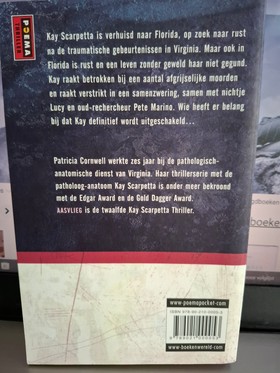 POEMA
POCKET
Kay Scarpetta is verhuisd naar Florida, op zoek naar rust
na de traumatische gebeurtenissen in Virginia. Maar ook in
Florida is rust en een leven zonder geweld haar niet gegund.
Kay raakt betrokken bij een aantal afgrijselijke moorden
en raakt verstrikt in een samenzwering, samen met nichtje
Lucy en oud-rechercheur Pete Marino. Wie heeft er belang
bij dat Kay definitief wordt uitgeschakeld...
Patricia Cornwell werkte zes jaar bij de pathologisch-
anatomische dienst van Virginia. Haar thrillerserie met de
patholoog-anatoom Kay Scarpetta is onder meer bekroond
met de Edgar Award en de Gold Dagger Award.
AASVLIEG is de twaalfde Kay Scarpetta Thriller.
www.poemapocket.com
www.boekenwereld.com